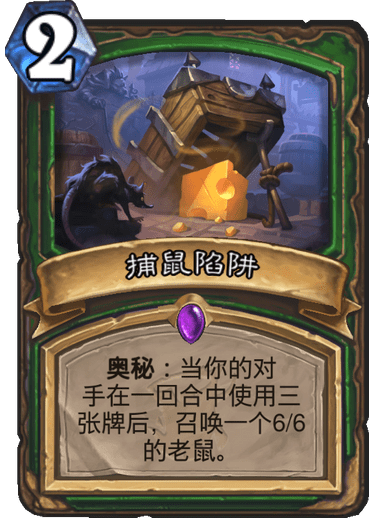 2
捕鼠陷阱
奥秘：当你的对
手在一回合中使用三
张牌后，召唤一个6/6
的老鼠。